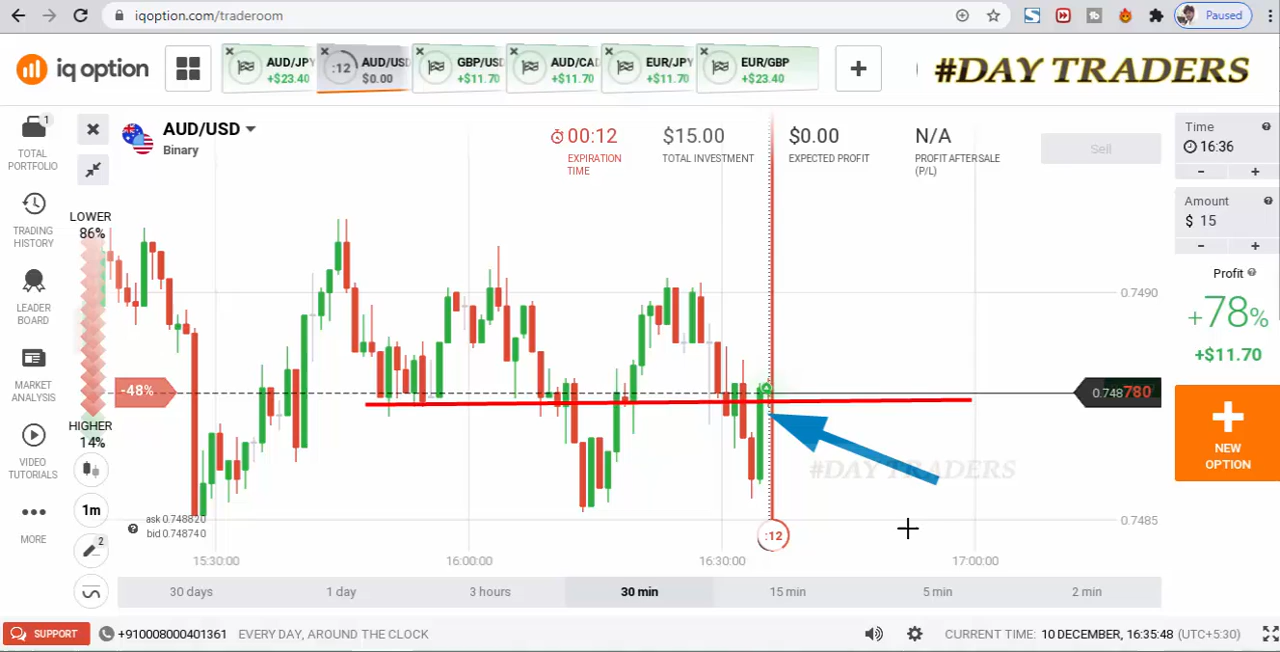 iqoption.com/traderoom
Paused
iq option
AUD/JPY
+$23.40
:12
AUD/USD
$0.00
GBP/USD
+$11.70
AUD/CAD
+$11.70
EUR/JPY
+$11.70
EUR/GBP
+$23.40
#DAY TRADERS
1
TOTAL
PORTFOLIO
TRADING
HISTORY
LEADER
BOARD
MARKET
ANALYSIS
VIDEO
TUTORIALS
MORE
AUD/USD
Binary
00:12
EXPIRATION
TIME
$15.00
TOTAL INVESTMENT
$0.00
EXPECTED PROFIT
N/A
PROFIT AFTER SALE
(P/L)
Sell
LOWER
86%
-48%
HIGHER
14%
1m
2
ask 0.748820
bid 0.748740
0.7490
0.748780
0.7485
#DAY TRADERS
:12
15:30:00
16:00:00
16:30:00
17:00:00
30 days
1 day
3 hours
30 min
15 min
5 min
2 min
Time
16:36
- +
Amount
$ 15
- +
Profit
+78%
+$11.70
NEW
OPTION
SUPPORT
+910008000401361
EVERY DAY, AROUND THE CLOCK
CURRENT TIME: 10 DECEMBER, 16:35:48 (UTC+5:30)